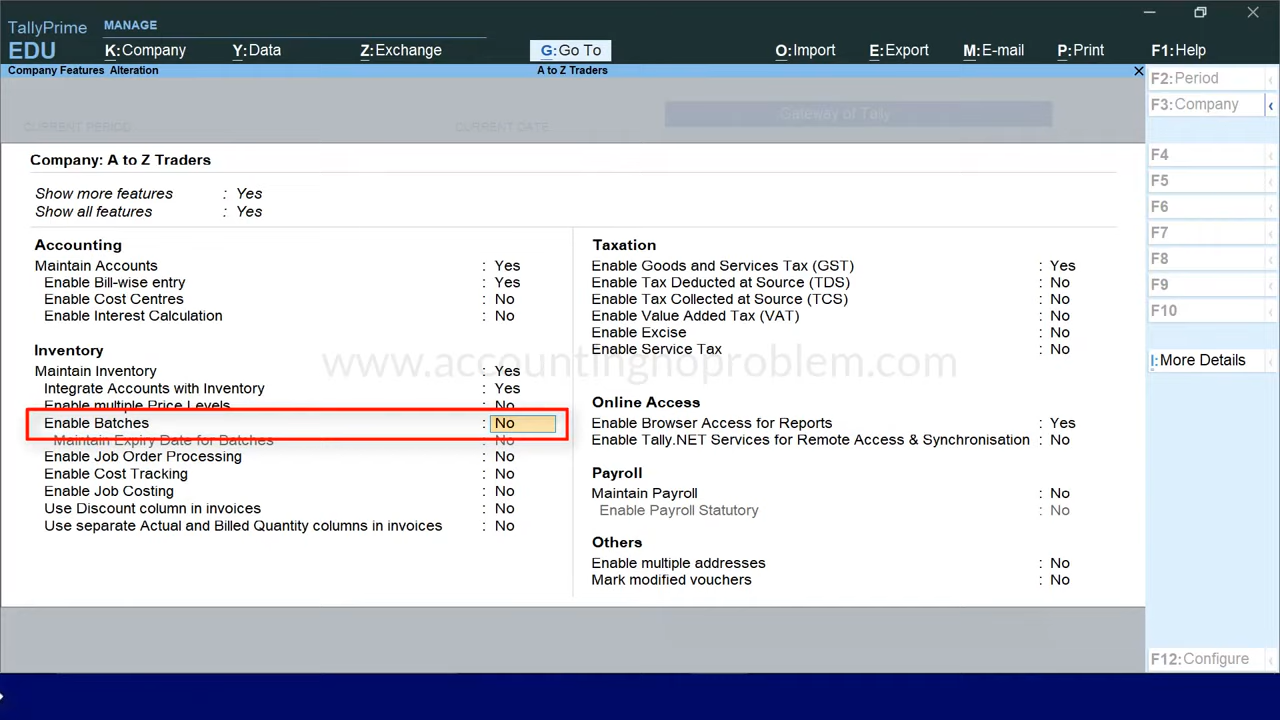 TallyPrime
EDU
MANAGE
K:Company
Y:Data
Z:Exchange
G:Go To
O:Import
E:Export
M:E-mail
P:Print
F1:Help
Company Features Alteration
A to Z Traders
CURRENT PERIOD
CURRENT DATE
Gateway of Tally
Company: A to Z Traders
Show more features : Yes
Show all features : Yes
Accounting
Maintain Accounts : Yes
Enable Bill-wise entry : Yes
Enable Cost Centres : No
Enable Interest Calculation : No
Inventory
Maintain Inventory : Yes
Integrate Accounts with Inventory : Yes
Enable multiple Price Levels : No
Enable Batches : No
Maintain Expiry Date for Batches : No
Enable Job Order Processing : No
Enable Cost Tracking : No
Enable Job Costing : No
Use Discount column in invoices : No
Use separate Actual and Billed Quantity columns in invoices : No
Taxation
Enable Goods and Services Tax (GST) : Yes
Enable Tax Deducted at Source (TDS) : No
Enable Tax Collected at Source (TCS) : No
Enable Value Added Tax (VAT) : No
Enable Excise : No
Enable Service Tax : No
Online Access
Enable Browser Access for Reports : Yes
Enable Tally.NET Services for Remote Access & Synchronisation : No
Payroll
Maintain Payroll : No
Enable Payroll Statutory : No
Others
Enable multiple addresses : No
Mark modified vouchers : No
www.accountingnoproblem.com
F2:Period
F3:Company
F4
F5
F6
F7
F8
F9
F10
I:More Details
F12:Configure